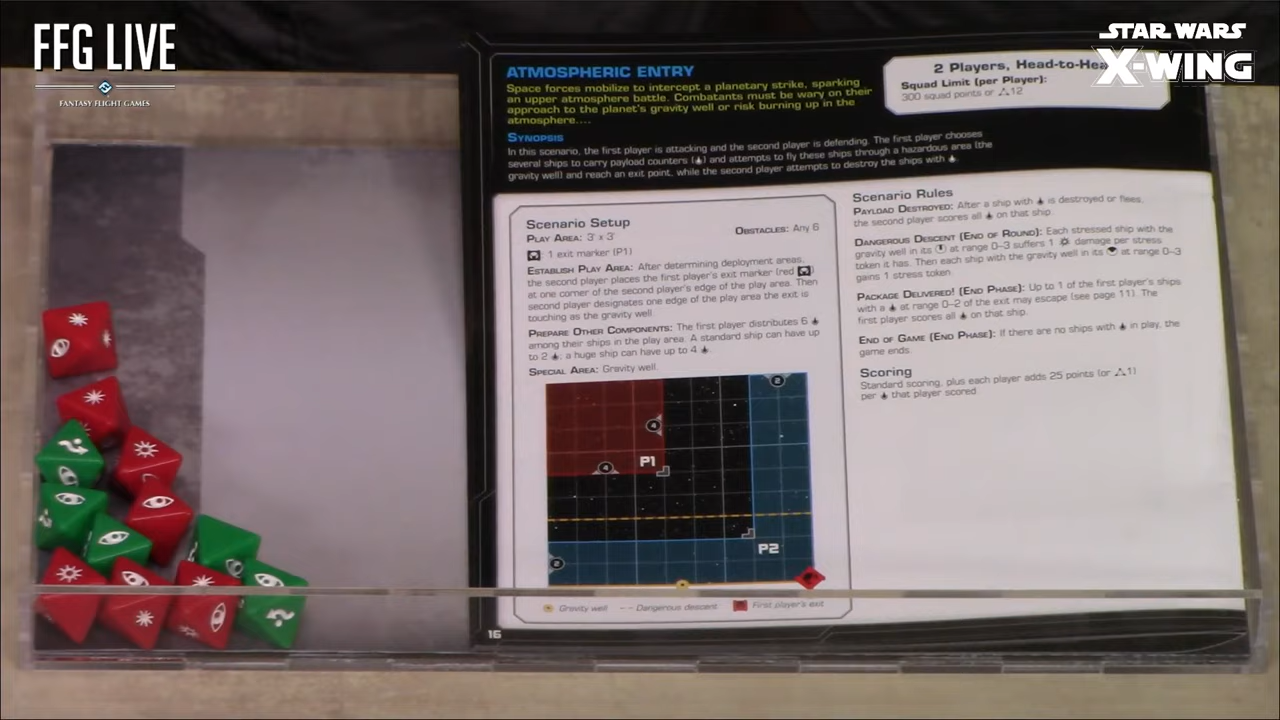 FFG LIVE
FANTASY FLIGHT GAMES
STAR WARS
X-WING
ATMOSPHERIC ENTRY
Space forces mobilize to intercept a planetary strike, sparking
an upper atmosphere battle. Combatants must be wary on their
approach to the planet's gravity well or risk burning up in the
atmosphere....
2 Players, Head-to-Hea
Squad Limit (per Player):
300 squad points or 12
SYNOPSIS
In this scenario, the first player is attacking and the second player is defending. The first player chooses
several ships to carry payload counters ( ) and attempts to fly these ships through a hazardous area (the
gravity well) and reach an exit point, while the second player attempts to destroy the ships with
Scenario Setup
PLAY AREA: 3' x 3'
OBSTACLES: Any 6
: 1 exit marker (P1)
ESTABLISH PLAY AREA: After determining deployment areas,
the second player places the first player's exit marker (red )
at one corner of the second player's edge of the play area. Then
second player designates one edge of the play area the exit is
touching as the gravity well.
PREPARE OTHER COMPONENTS: The first player distributes 6
among their ships in the play area. A standard ship can have up
to 2 ; a huge ship can have up to 4 .
SPECIAL AREA: Gravity well.
2
4
4
P1
P2
2
Gravity well
Dangerous descent
First player's exit
16
Scenario Rules
PAYLOAD DESTROYED: After a ship with is destroyed or flees,
the second player scores all on that ship.
DANGEROUS DESCENT (END OF ROUND): Each stressed ship with the
gravity well in its at range 0–3 suffers 1 damage per stress
token it has. Then each ship with the gravity well in its at range 0–3
gains 1 stress token.
PACKAGE DELIVERED! (END PHASE): Up to 1 of the first player's ships
with a at range 0–2 of the exit may escape (see page 11). The
first player scores all on that ship.
END OF GAME (END PHASE): If there are no ships with in play, the
game ends.
Scoring
Standard scoring, plus each player adds 25 points (or 1)
per that player scored.